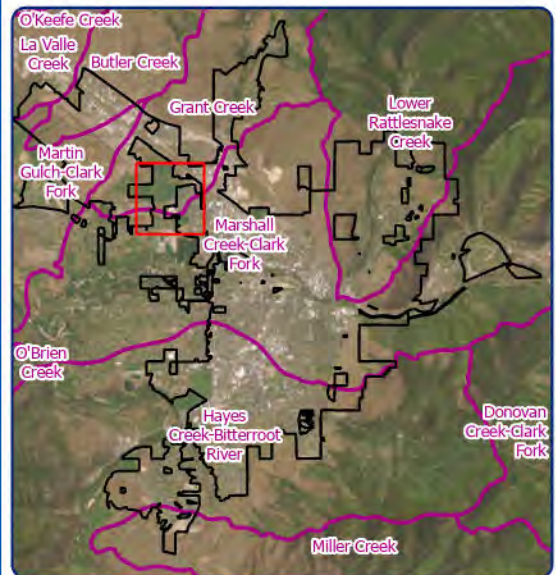 O'Keefe Creek
La Valle
Creek
Butler Creek
Grant Creek
Lower
Rattlesnake
Creek
Martin
Gulch-Clark
Fork
Marshall
Creek-Clark
Fork
O'Brien
Creek
Hayes
Creek-Bitterroot
River
Donovan
Creek-Clark
Fork
Miller Creek